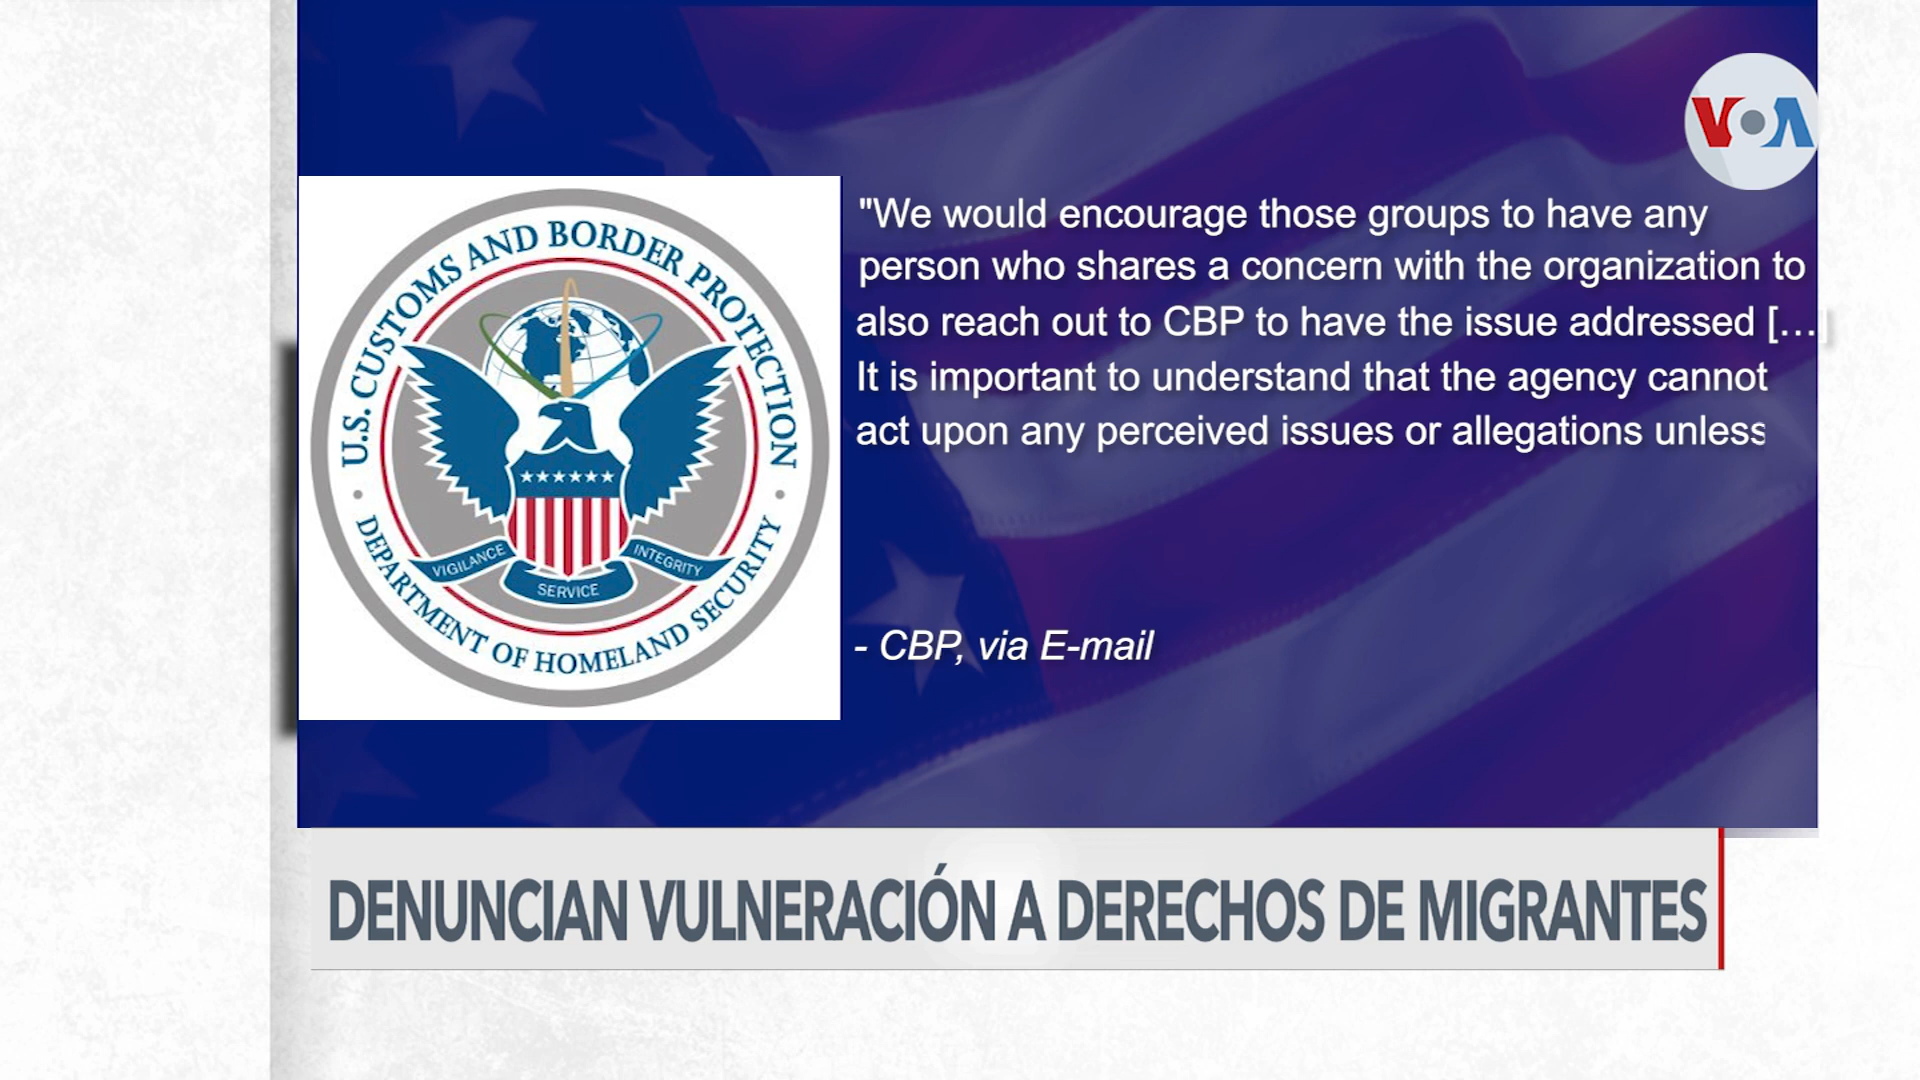 VOA
"We would encourage those groups to have any
person who shares a concern with the organization to
also reach out to CBP to have the issue addressed [...]
It is important to understand that the agency cannot
act upon any perceived issues or allegations unless
- CBP, via E-mail
U.S. CUSTOMS AND BORDER PROTECTION
VIGILANCE
SERVICE
INTEGRITY
DEPARTMENT OF HOMELAND SECURITY
DENUNCIAN VULNERACIÓN A DERECHOS DE MIGRANTES